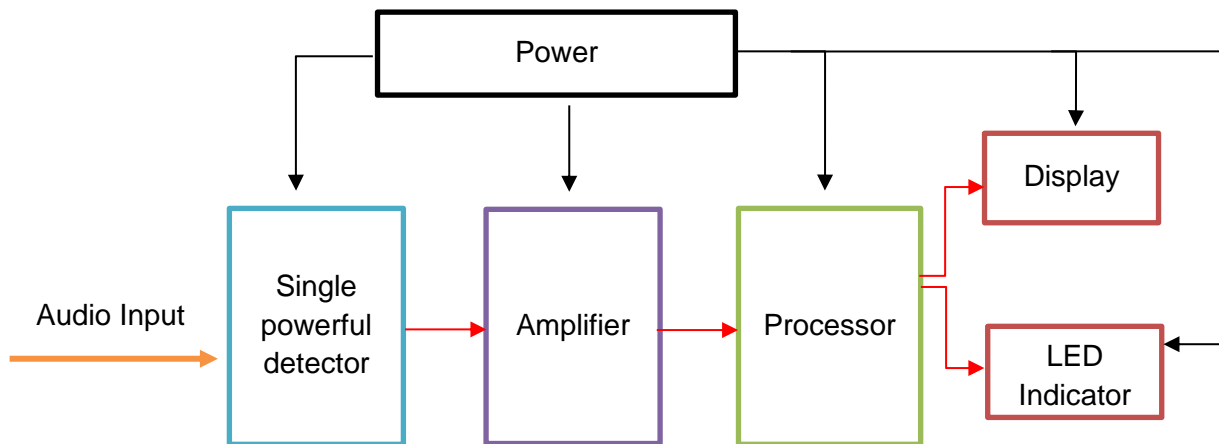 Power
Display
Audio Input
Single
powerful
detector
Amplifier
Processor
LED
Indicator